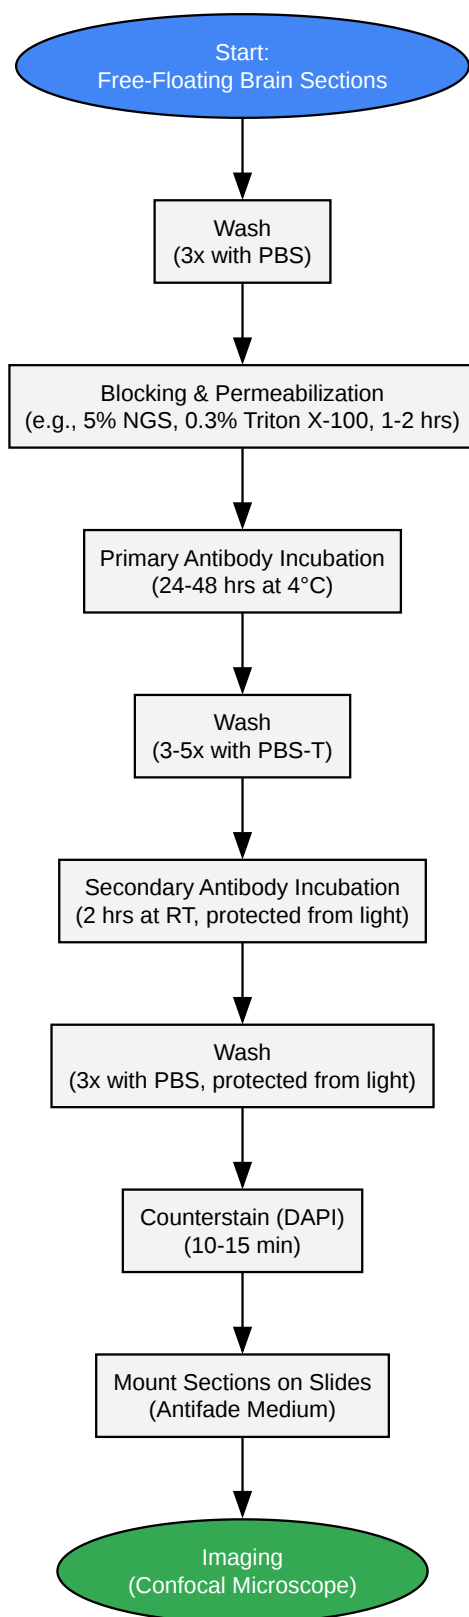 Start:
Free-Floating Brain Sections
Wash
(3x with PBS)
Blocking & Permeabilization
(e.g., 5% NGS, 0.3% Triton X-100, 1-2 hrs)
Primary Antibody Incubation
(24-48 hrs at 4°C)
Wash
(3-5x with PBS-T)
Secondary Antibody Incubation
(2 hrs at RT, protected from light)
Wash
(3x with PBS, protected from light)
Counterstain (DAPI)
(10-15 min)
Mount Sections on Slides
(Antifade Medium)
Imaging
(Confocal Microscope)